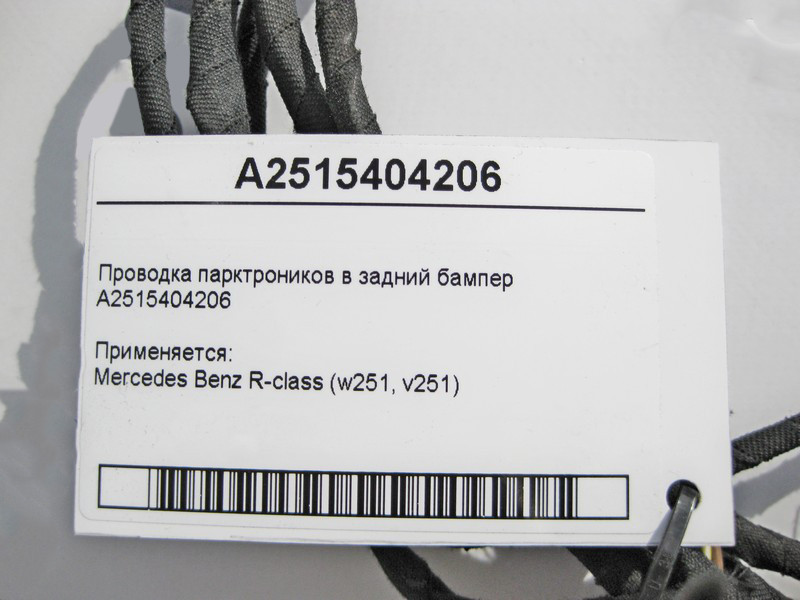 A2515404206
Проводка парктроников в задний бампер
A2515404206
Применяется:
Mercedes Benz R-class (w251, v251)